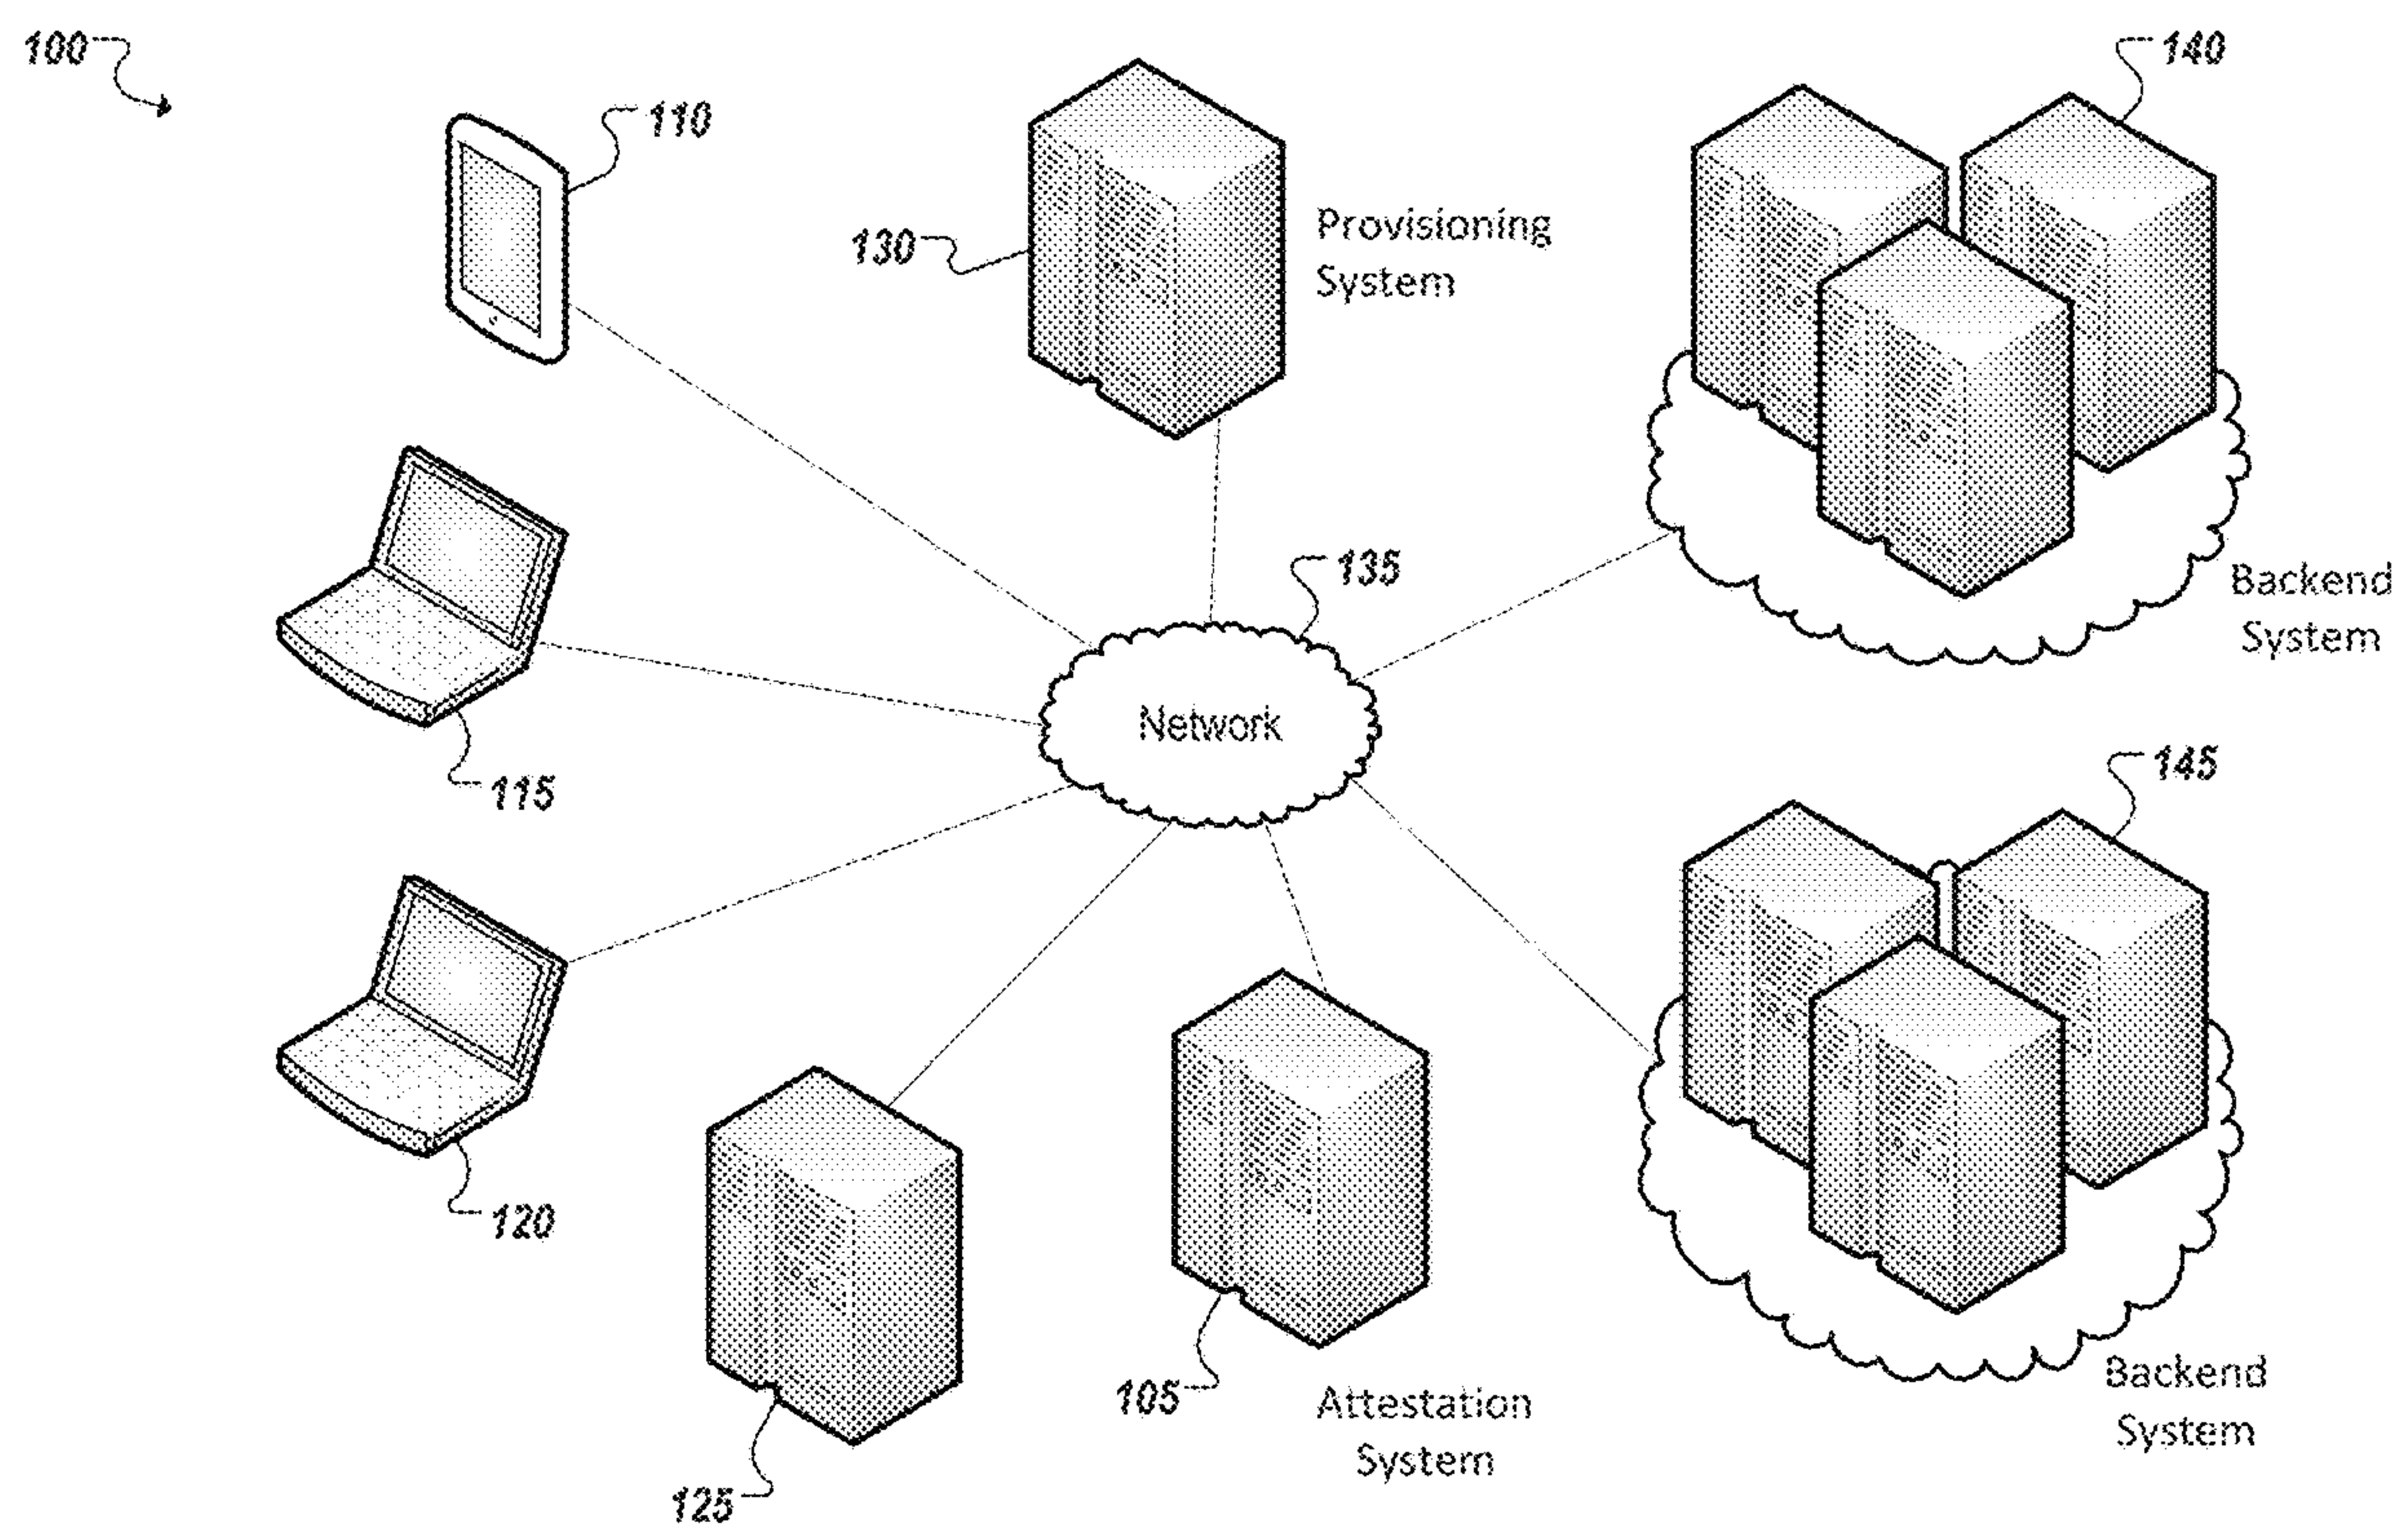 100
110
140
130
Provisioning
System
135
Backend
System
Network
115
145
120
105
Attestation
System
Backend
System
125